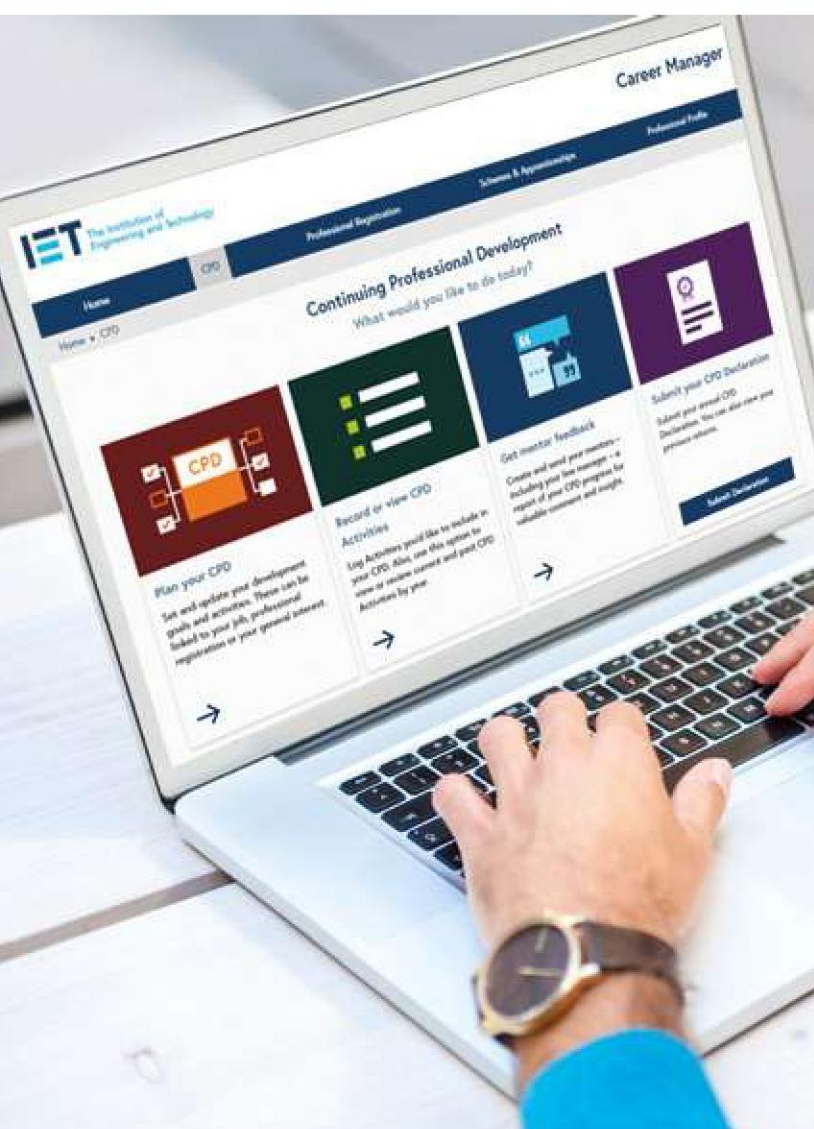 Career Manager
IET
The Institution of
Engineering and Technology
Home
CPD
Professional Registration
Schemes & Apprenticeships
Professional Profile
Home CPD
Continuing Professional Development
What would you like to do today?
CPD
Plan your CPD
Set and update your development
goals and activities. These can be
linked to your job, professional
registration or your general interest.
Record or view CPD
Activities
Log Activities you'd like to include in
your CPD. Also, use this option to
view or review current and past CPD
Activities by year.
Get mentor feedback
Create and send your mentors –
including your line manager – a
report of your CPD progress for
valuable comment and insight.
Submit your CPD Declaration
Submit your annual CPD
Declaration. You can also view your
previous returns.
Submit Declaration